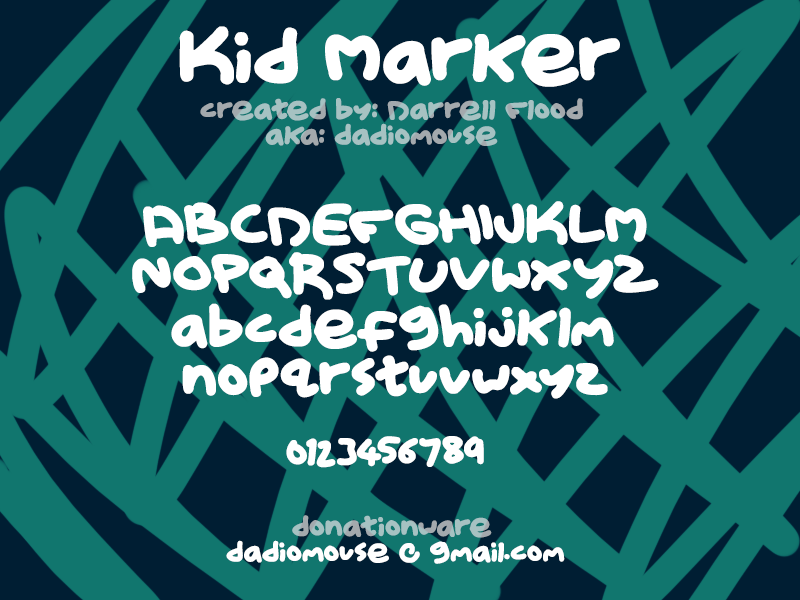 Kid Marker
created by: Darrell Flood
aka: dadiomouse
ABCDEFGHIJKLM
NOPQRSTUVWXYZ
abcdefghijklm
nopqrstuvwxyz
0123456789
donationware
dadiomouse @ gmail.com